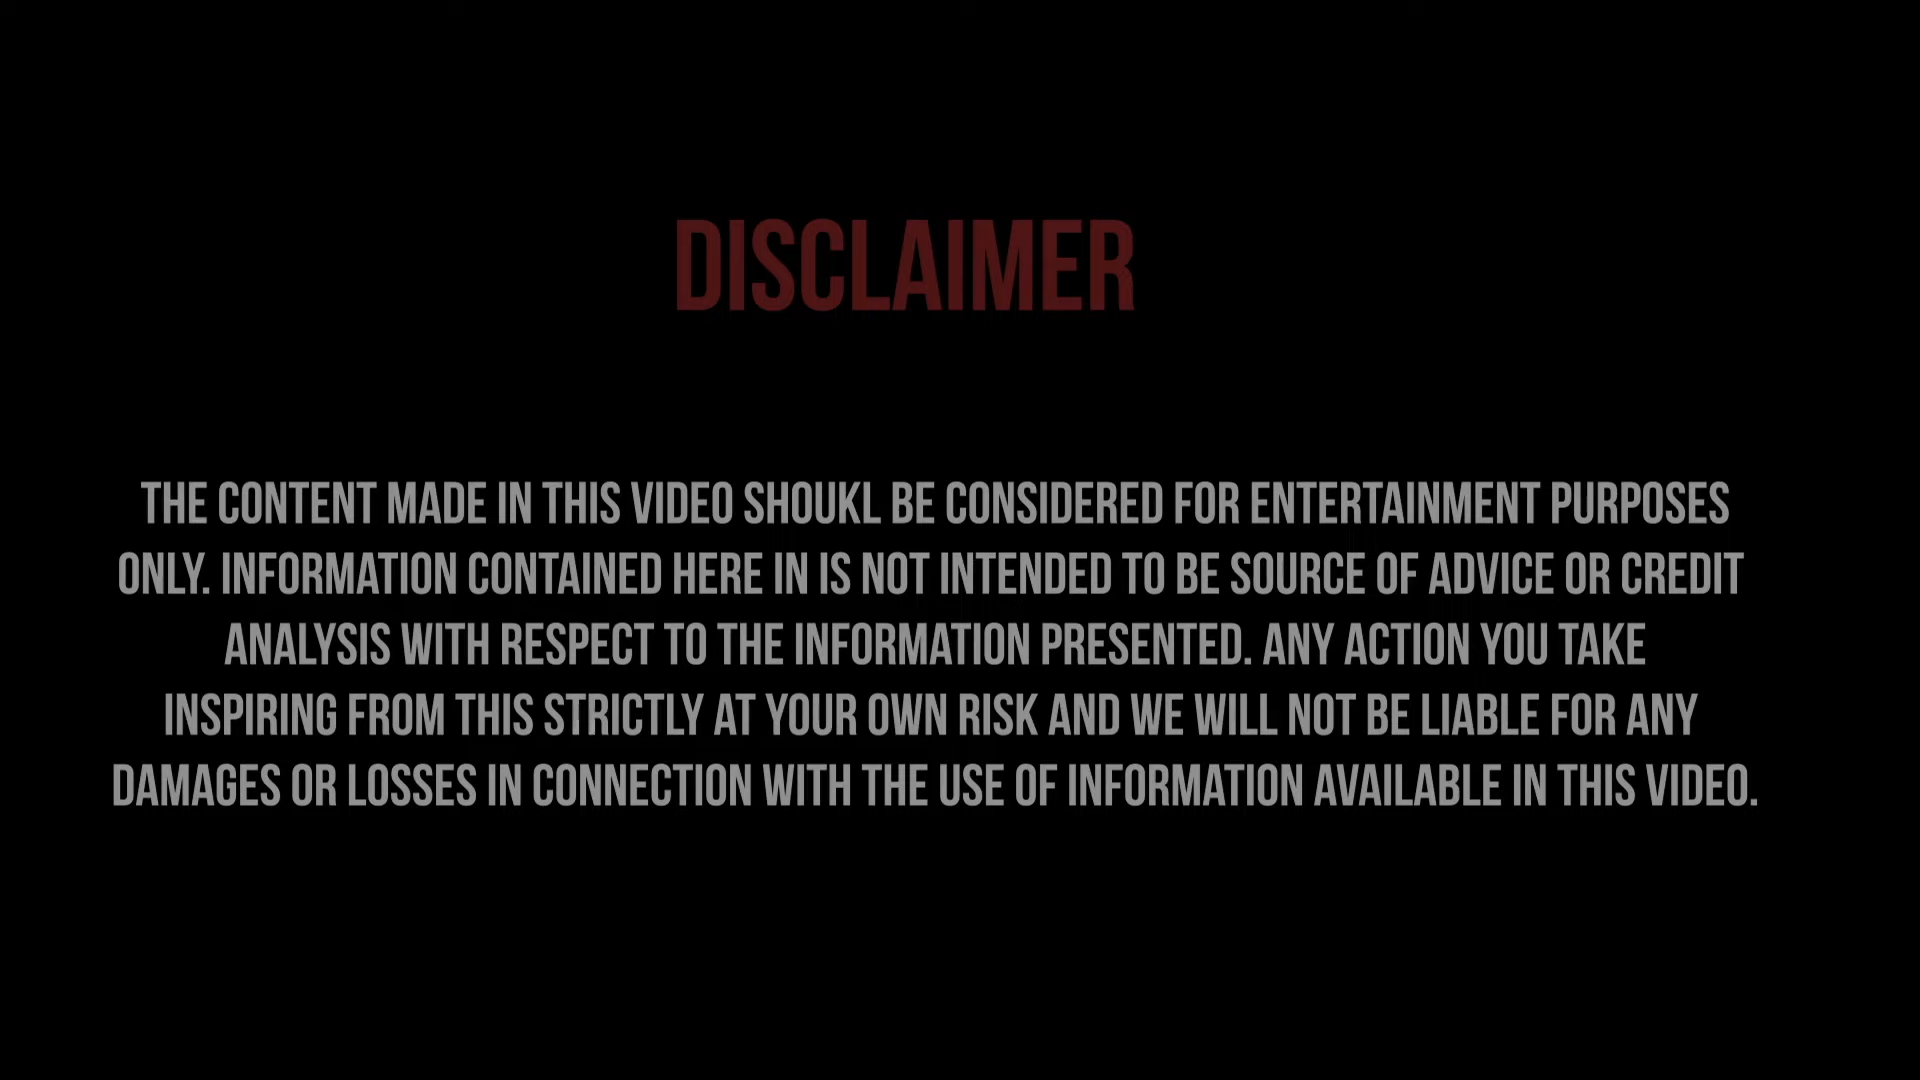 DISCLAIMER
THE CONTENT MADE IN THIS VIDEO SHOUKL BE CONSIDERED FOR ENTERTAINMENT PURPOSES
ONLY. INFORMATION CONTAINED HERE IN IS NOT INTENDED TO BE SOURCE OF ADVICE OR CREDIT
ANALYSIS WITH RESPECT TO THE INFORMATION PRESENTED. ANY ACTION YOU TAKE
INSPIRING FROM THIS STRICTLY AT YOUR OWN RISK AND WE WILL NOT BE LIABLE FOR ANY
DAMAGES OR LOSSES IN CONNECTION WITH THE USE OF INFORMATION AVAILABLE IN THIS VIDEO.